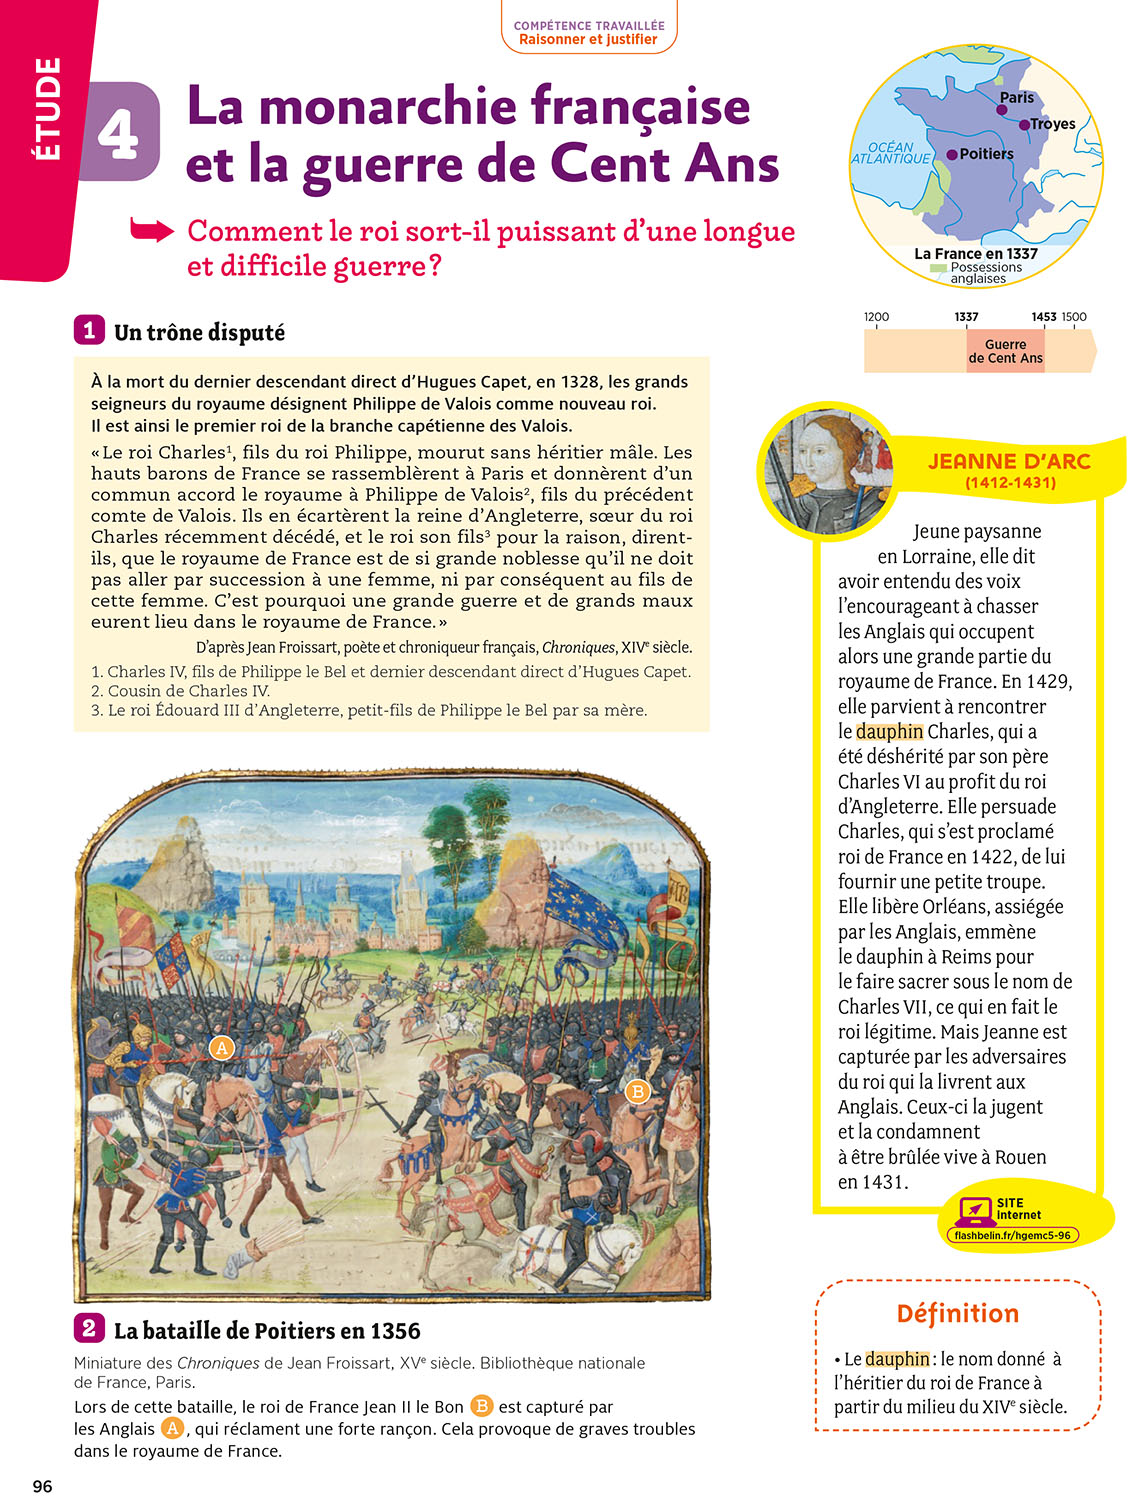 COMPÉTENCE TRAVAILLÉE
Raisonner et justifier
ÉTUDE
4
La monarchie française
et la guerre de Cent Ans
Comment le roi sort-il puissant d’une longue
et difficile guerre ?
Paris
Troyes
OCÉAN
ATLANTIQUE
Poitiers
La France en 1337
Possessions
anglaises
1200 1337 1453 1500
Guerre
de Cent Ans
1 Un trône disputé
À la mort du dernier descendant direct d’Hugues Capet, en 1328, les grands
seigneurs du royaume désignent Philippe de Valois comme nouveau roi.
Il est ainsi le premier roi de la branche capétienne des Valois.
« Le roi Charles¹, fils du roi Philippe, mourut sans héritier mâle. Les
hauts barons de France se rassemblèrent à Paris et donnèrent d’un
commun accord le royaume à Philippe de Valois², fils du précédent
comte de Valois. Ils en écartèrent la reine d’Angleterre, sœur du roi
Charles récemment décédé, et le roi son fils³ pour la raison, dirent-
ils, que le royaume de France est de si grande noblesse qu’il ne doit
pas aller par succession à une femme, ni par conséquent au fils de
cette femme. C’est pourquoi une grande guerre et de grands maux
eurent lieu dans le royaume de France. »
D’après Jean Froissart, poète et chroniqueur français, Chroniques, XIVe siècle.
1. Charles IV, fils de Philippe le Bel et dernier descendant direct d’Hugues Capet.
2. Cousin de Charles IV.
3. Le roi Édouard III d’Angleterre, petit-fils de Philippe le Bel par sa mère.
A
B
2 La bataille de Poitiers en 1356
Miniature des Chroniques de Jean Froissart, XVe siècle. Bibliothèque nationale
de France, Paris.
Lors de cette bataille, le roi de France Jean II le Bon B est capturé par
les Anglais A, qui réclament une forte rançon. Cela provoque de graves troubles
dans le royaume de France.
JEANNE D’ARC
(1412-1431)
Jeune paysanne
en Lorraine, elle dit
avoir entendu des voix
l’encourageant à chasser
les Anglais qui occupent
alors une grande partie du
royaume de France. En 1429,
elle parvient à rencontrer
le dauphin Charles, qui a
été déshérité par son père
Charles VI au profit du roi
d’Angleterre. Elle persuade
Charles, qui s’est proclamé
roi de France en 1422, de lui
fournir une petite troupe.
Elle libère Orléans, assiégée
par les Anglais, emmène
le dauphin à Reims pour
le faire sacrer sous le nom de
Charles VII, ce qui en fait le
roi légitime. Mais Jeanne est
capturée par les adversaires
du roi qui la livrent aux
Anglais. Ceux-ci la jugent
et la condamnent
à être brûlée vive à Rouen
en 1431.
SITE
internet
flashbelin.fr/hgemc5-96
Définition
• Le dauphin : le nom donné à
l’héritier du roi de France à
partir du milieu du XIVe siècle.
96